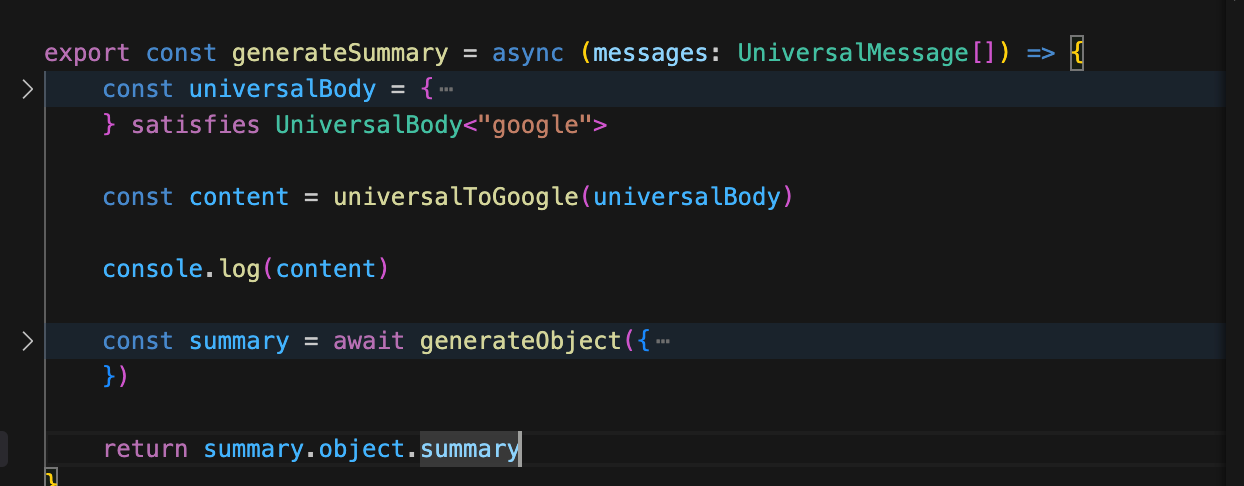 export const generateSummary = async (messages: UniversalMessage[]) => {
const universalBody = {⋯
} satisfies UniversalBody<"google">
const content = universalToGoogle(universalBody)
console.log(content)
const summary = await generateObject({⋯
})
return summary.object.summary
}